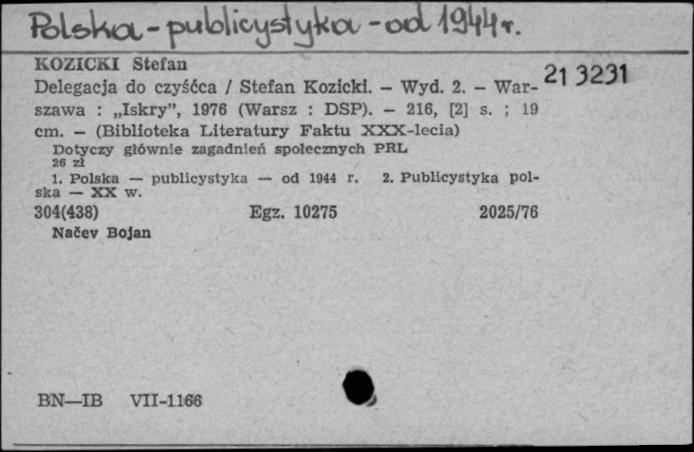 Polska - publicystyka - od 1944 r.
KOZICKI Stefan
21 3231
Delegacja do czyśćca / Stefan Kozicki. — Wyd. 2. — War-
szawa : „Iskry”, 1976 (Warsz : DSP). — 216, [2] s. ; 19
cm. — (Biblioteka Literatury Faktu XXX-lecia)
Dotyczy głównie zagadnień społecznych PRL
26 zł
1. Polska — publicystyka — od 1944 r. 2. Publicystyka pol-
ska — XX w.
304(438) Egz. 10275 2025/76
Načev Bojan
BN—IB VII-1166